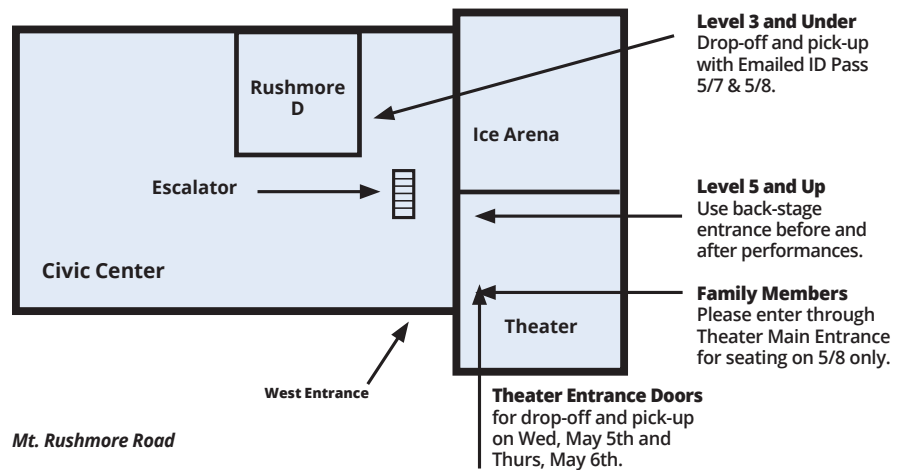 Level 3 and Under
Drop-off and pick-up
with Emailed ID Pass
5/7 & 5/8.
Rushmore
D
Ice Arena
Escalator
Level 5 and Up
Use back-stage
entrance before and
after performances.
Civic Center
Family Members
Please enter through
Theater Main Entrance
for seating on 5/8 only.
Theater
West Entrance
Theater Entrance Doors
for drop-off and pick-up
on Wed, May 5th and
Thurs, May 6th.
Mt. Rushmore Road